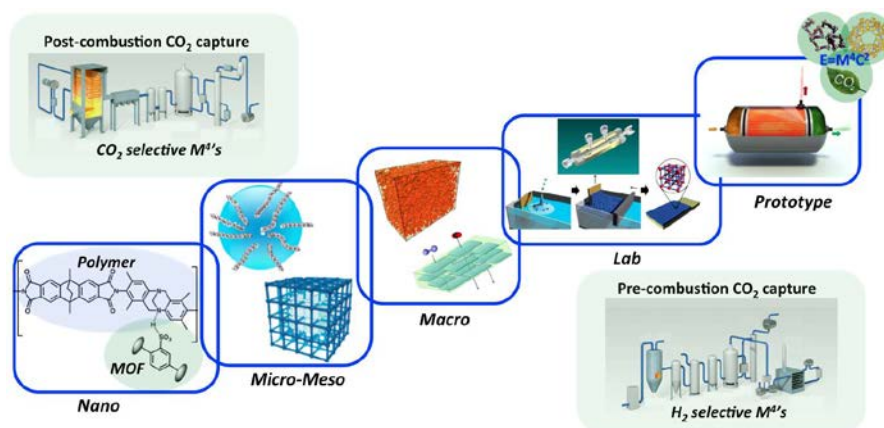 Post-combustion CO₂ capture
CO₂ selective M⁴'s
E=M⁴C²
CO₂
Prototype
Lab
Macro
Micro-Meso
Polymer
N
O
O
N
O
O
N
N
H
SO₃
MOF
Nano
Pre-combustion CO₂ capture
H₂ selective M⁴'s